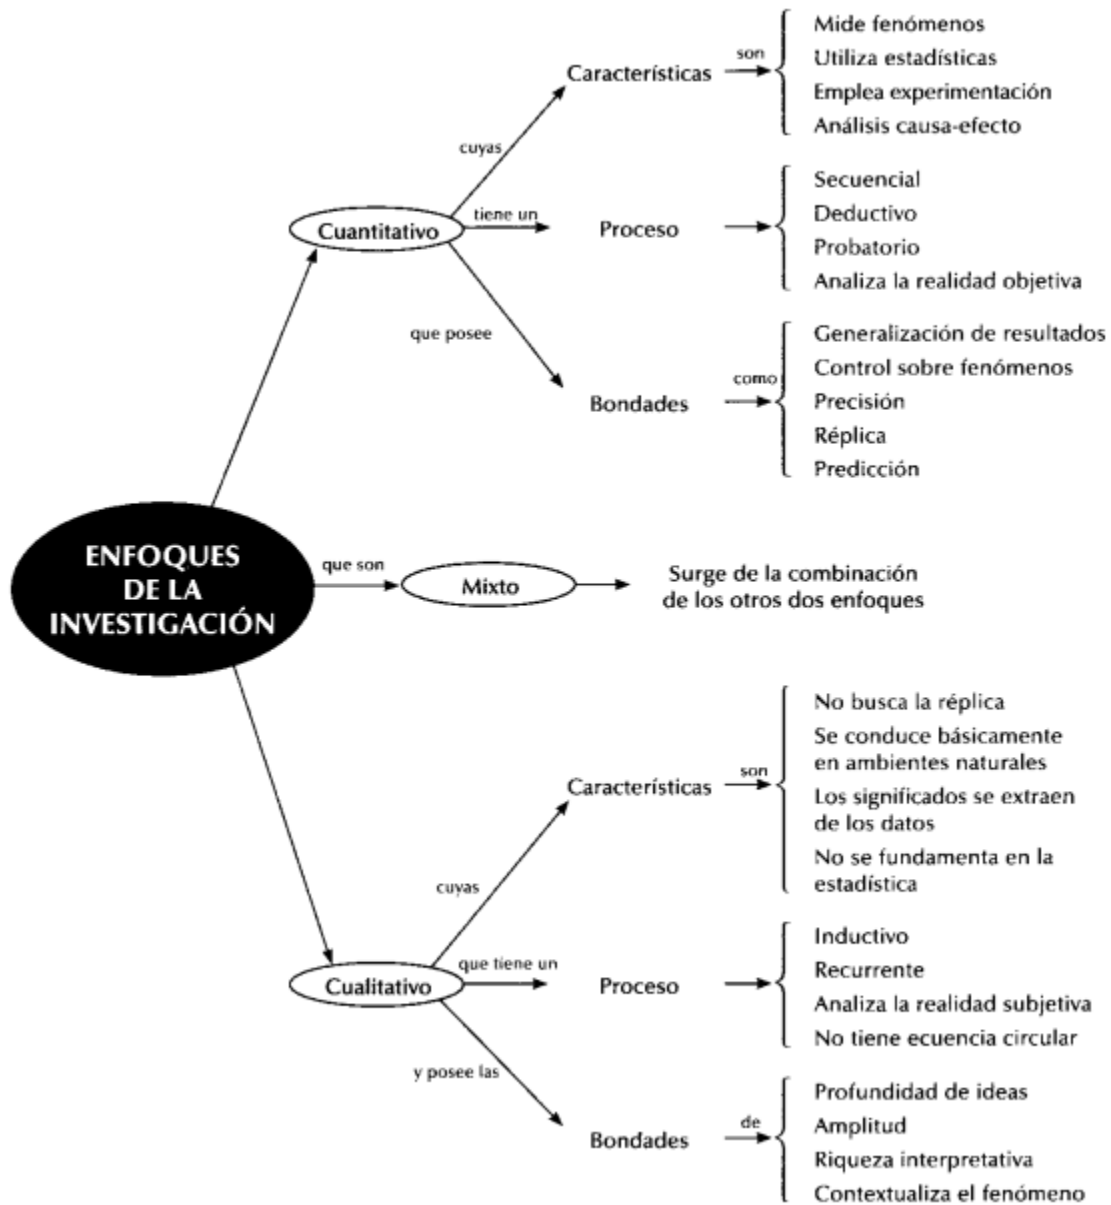 Mide fenómenos
Utiliza estadísticas
Emplea experimentación
Análisis causa-efecto
son
Características
cuyas
Secuencial
Deductivo
Probatorio
Analiza la realidad objetiva
tiene un
Proceso
Cuantitativo
que posee
Generalización de resultados
Control sobre fenómenos
Precisión
Réplica
Predicción
como
Bondades
ENFOQUES
DE LA
INVESTIGACIÓN
que son
Mixto
Surge de la combinación
de los otros dos enfoques
No busca la réplica
Se conduce básicamente
en ambientes naturales
Los significados se extraen
de los datos
No se fundamenta en la
estadística
son
Características
cuyas
Inductivo
Recurrente
Analiza la realidad subjetiva
No tiene ecuencia circular
que tiene un
Proceso
Cualitativo
y posee las
Profundidad de ideas
Amplitud
Riqueza interpretativa
Contextualiza el fenómeno
de
Bondades